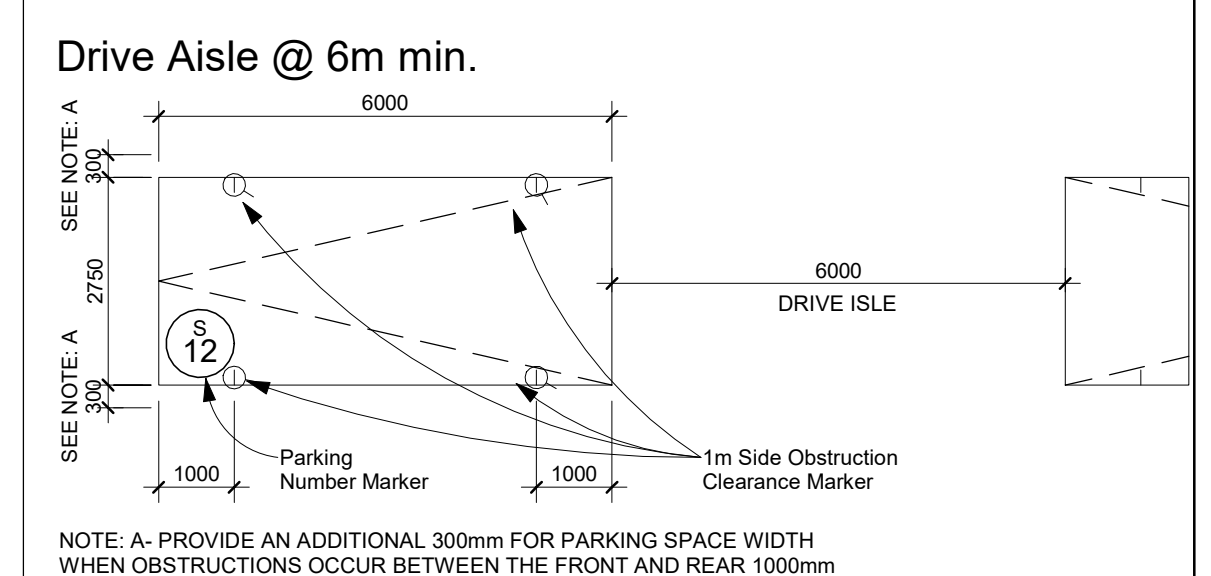 Drive Aisle @ 6m min.
6000
SEE NOTE: A
300
2750
SEE NOTE: A
300
S
12
6000
DRIVE ISLE
1000
Parking
Number Marker
1000
1m Side Obstruction
Clearance Marker
NOTE: A- PROVIDE AN ADDITIONAL 300mm FOR PARKING SPACE WIDTH
WHEN OBSTRUCTIONS OCCUR BETWEEN THE FRONT AND REAR 1000mm